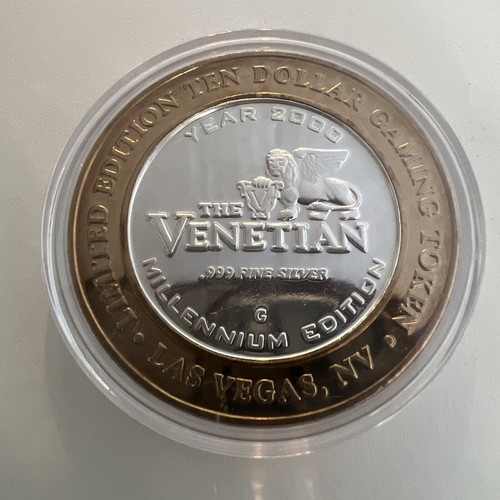 LIMITED EDITION TEN DOLLAR GAMING TOKEN
YEAR 2000
V
THE
VENETIAN
.999 FINE SILVER
G
MILLENNIUM EDITION
• LAS VEGAS, NV •